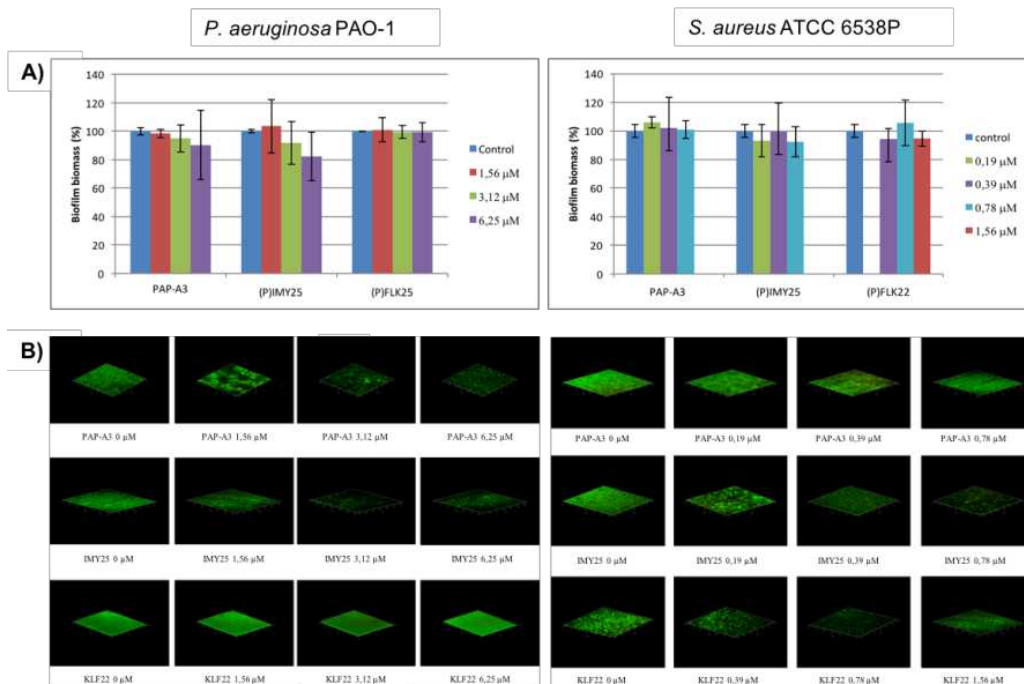 P. aeruginosa PAO-1
S. aureus ATCC 6538P
A)
140
120
100
80
60
40
20
0
Biofilm biomass (%)
PAP-A3
(P)IMY25
(P)FLK25
Control
1,56 µM
3,12 µM
6,25 µM
140
120
100
80
60
40
20
0
Biofilm biomass (%)
PAP-A3
(P)IMY25
(P)FLK22
control
0,19 µM
0,39 µM
0,78 µM
1,56 µM
B)
PAP-A3 0 µM
PAP-A3 1,56 µM
PAP-A3 3,12 µM
PAP-A3 6,25 µM
IMY25 0 µM
IMY25 1,56 µM
IMY25 3,12 µM
IMY25 6,25 µM
KLF22 0 µM
KLF22 1,56 µM
KLF22 3,12 µM
KLF22 6,25 µM
PAP-A3 0 µM
PAP-A3 0,19 µM
PAP-A3 0,39 µM
PAP-A3 0,78 µM
IMY25 0 µM
IMY25 0,19 µM
IMY25 0,39 µM
IMY25 0,78 µM
KLF22 0 µM
KLF22 0,39 µM
KLF22 0,78 µM
KLF22 1,56 µM